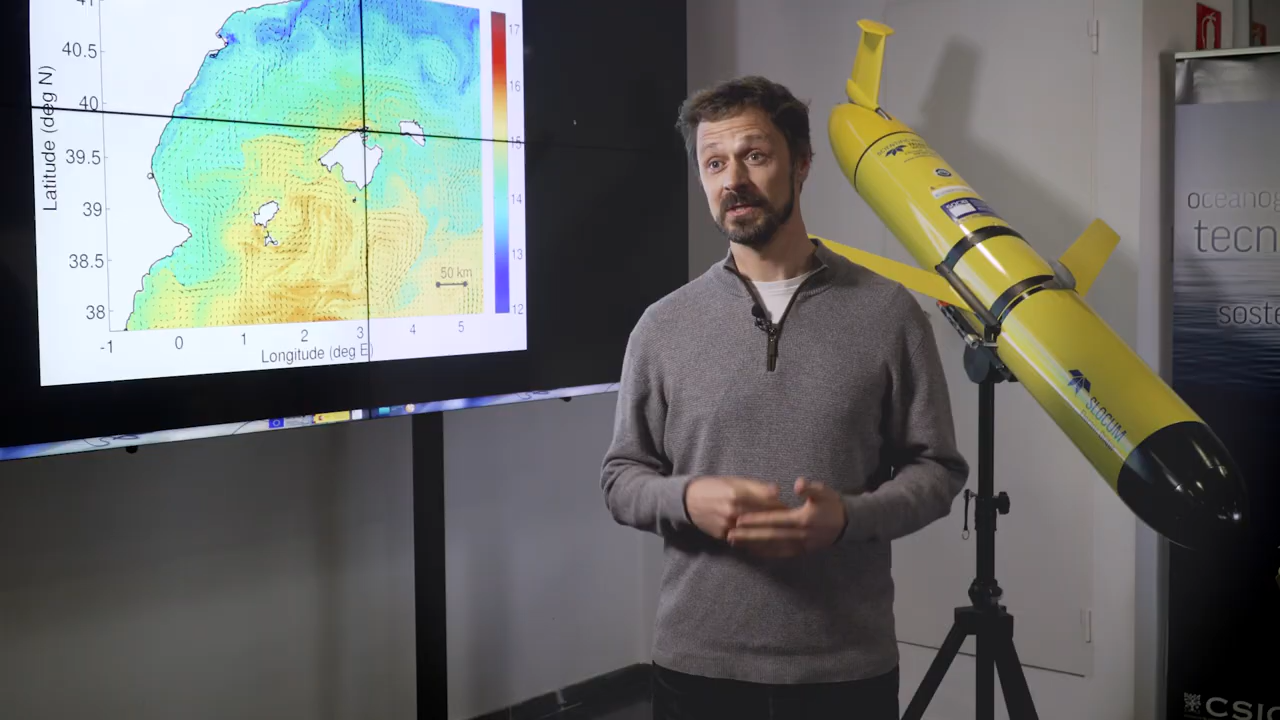 41
40.5
40
39.5
39
38.5
38
Latitude (deg N)
-1
0
1
2
3
4
5
Longitude (deg E)
50 km
17
16
15
14
13
12
SLOCUM
oceanog
tecn
soste
CSIC